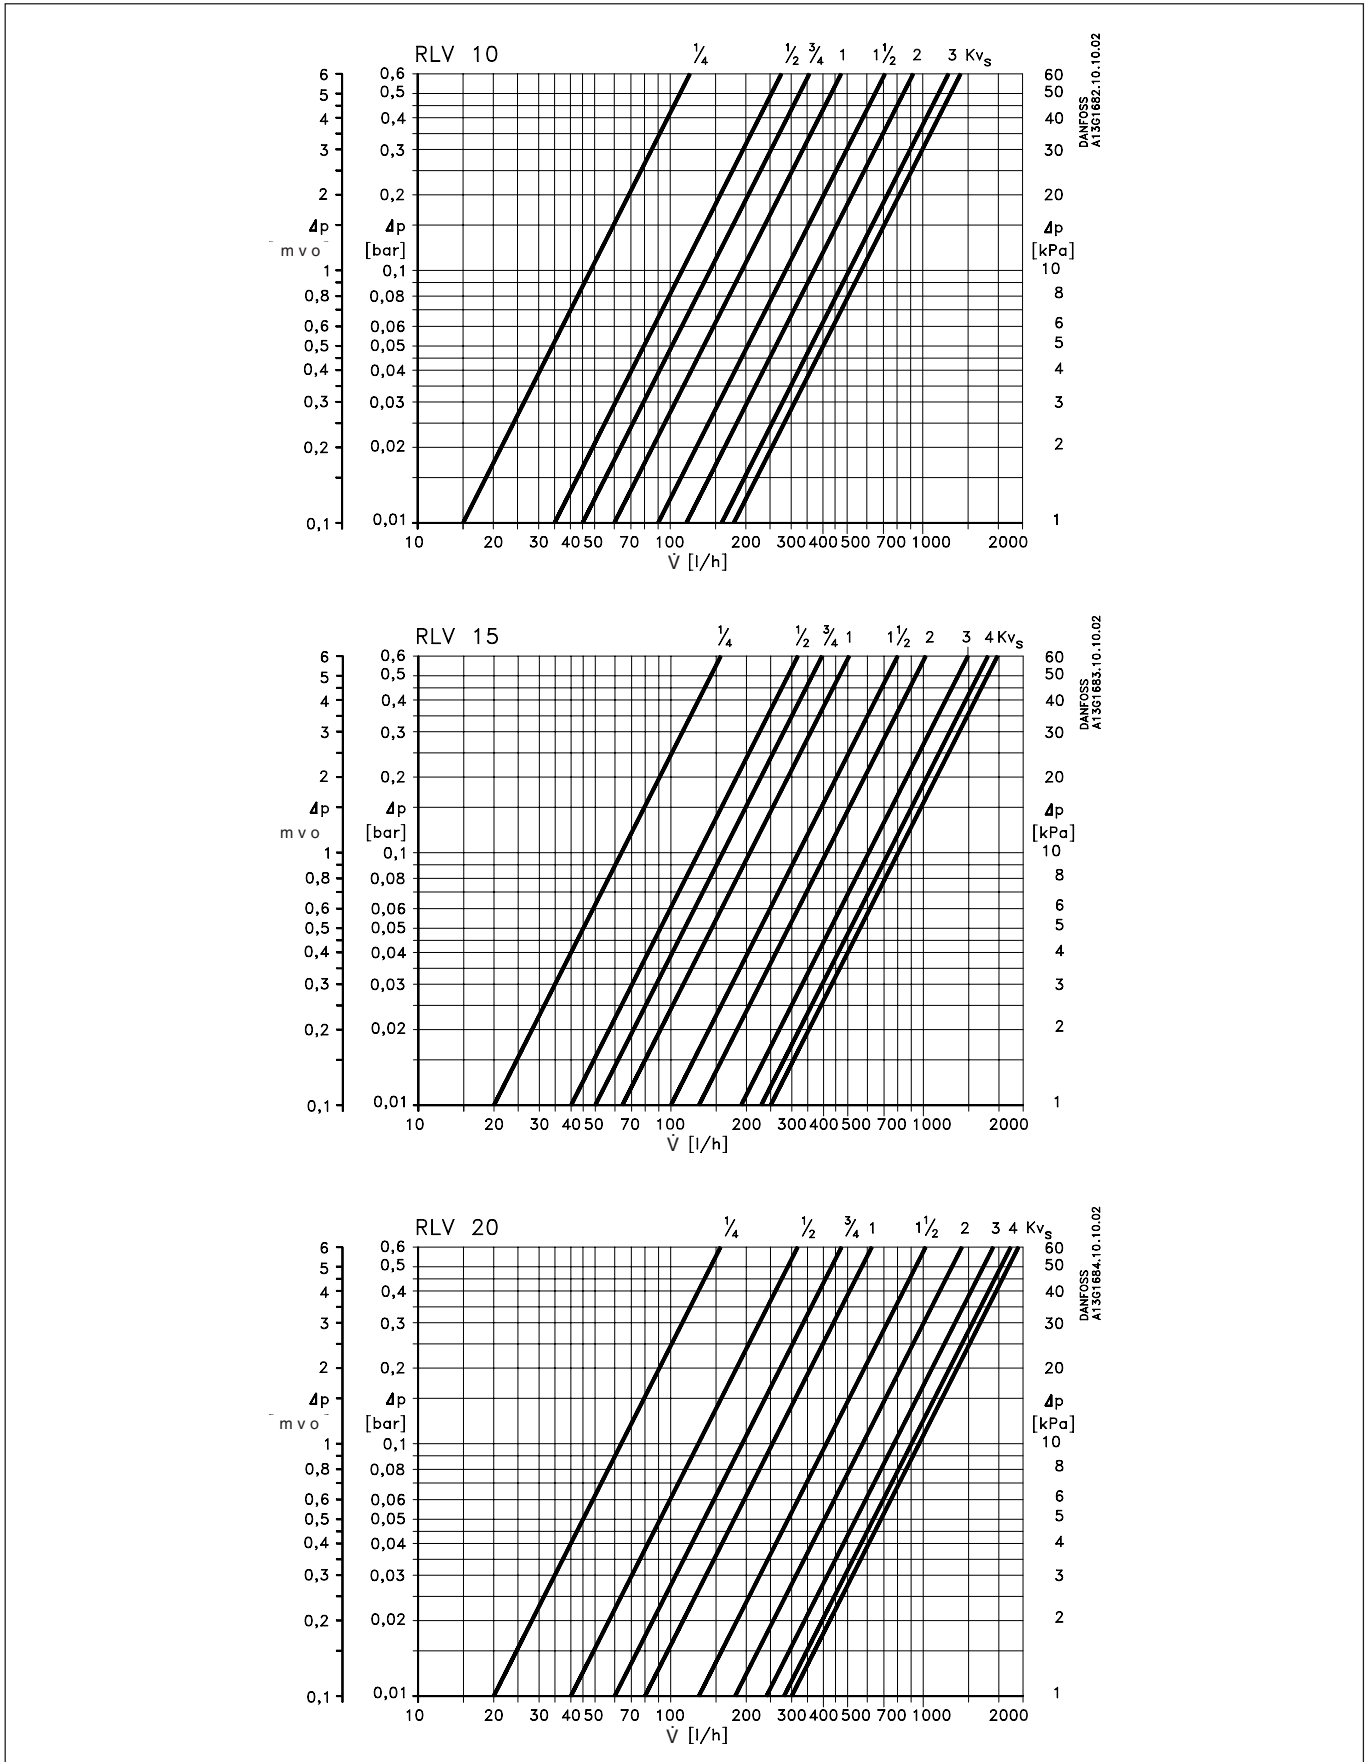 RLV 10 ¼ ½ ¾ 1 1½ 2 3 Kvs
6 0,6 60
5 0,5 50
4 0,4 40
3 0,3 30
2 0,2 20
Δp Δp Δp
mvo [bar] [kPa]
1 0,1 10
0,8 0,08 8
0,6 0,06 6
0,5 0,05 5
0,4 0,04 4
0,3 0,03 3
0,2 0,02 2
0,1 0,01 1
10 20 30 40 50 70 100 200 300 400 500 700 1000 2000
V̇ [l/h]
DANFOSS
A13G1682.10.10.02
RLV 15 ¼ ½ ¾ 1 1½ 2 3 4 Kvs
6 0,6 60
5 0,5 50
4 0,4 40
3 0,3 30
2 0,2 20
Δp Δp Δp
mvo [bar] [kPa]
1 0,1 10
0,8 0,08 8
0,6 0,06 6
0,5 0,05 5
0,4 0,04 4
0,3 0,03 3
0,2 0,02 2
0,1 0,01 1
10 20 30 40 50 70 100 200 300 400 500 700 1000 2000
V̇ [l/h]
DANFOSS
A13G1683.10.10.02
RLV 20 ¼ ½ ¾ 1 1½ 2 3 4 Kvs
6 0,6 60
5 0,5 50
4 0,4 40
3 0,3 30
2 0,2 20
Δp Δp Δp
mvo [bar] [kPa]
1 0,1 10
0,8 0,08 8
0,6 0,06 6
0,5 0,05 5
0,4 0,04 4
0,3 0,03 3
0,2 0,02 2
0,1 0,01 1
10 20 30 40 50 70 100 200 300 400 500 700 1000 2000
V̇ [l/h]
DANFOSS
A13G1684.10.10.02